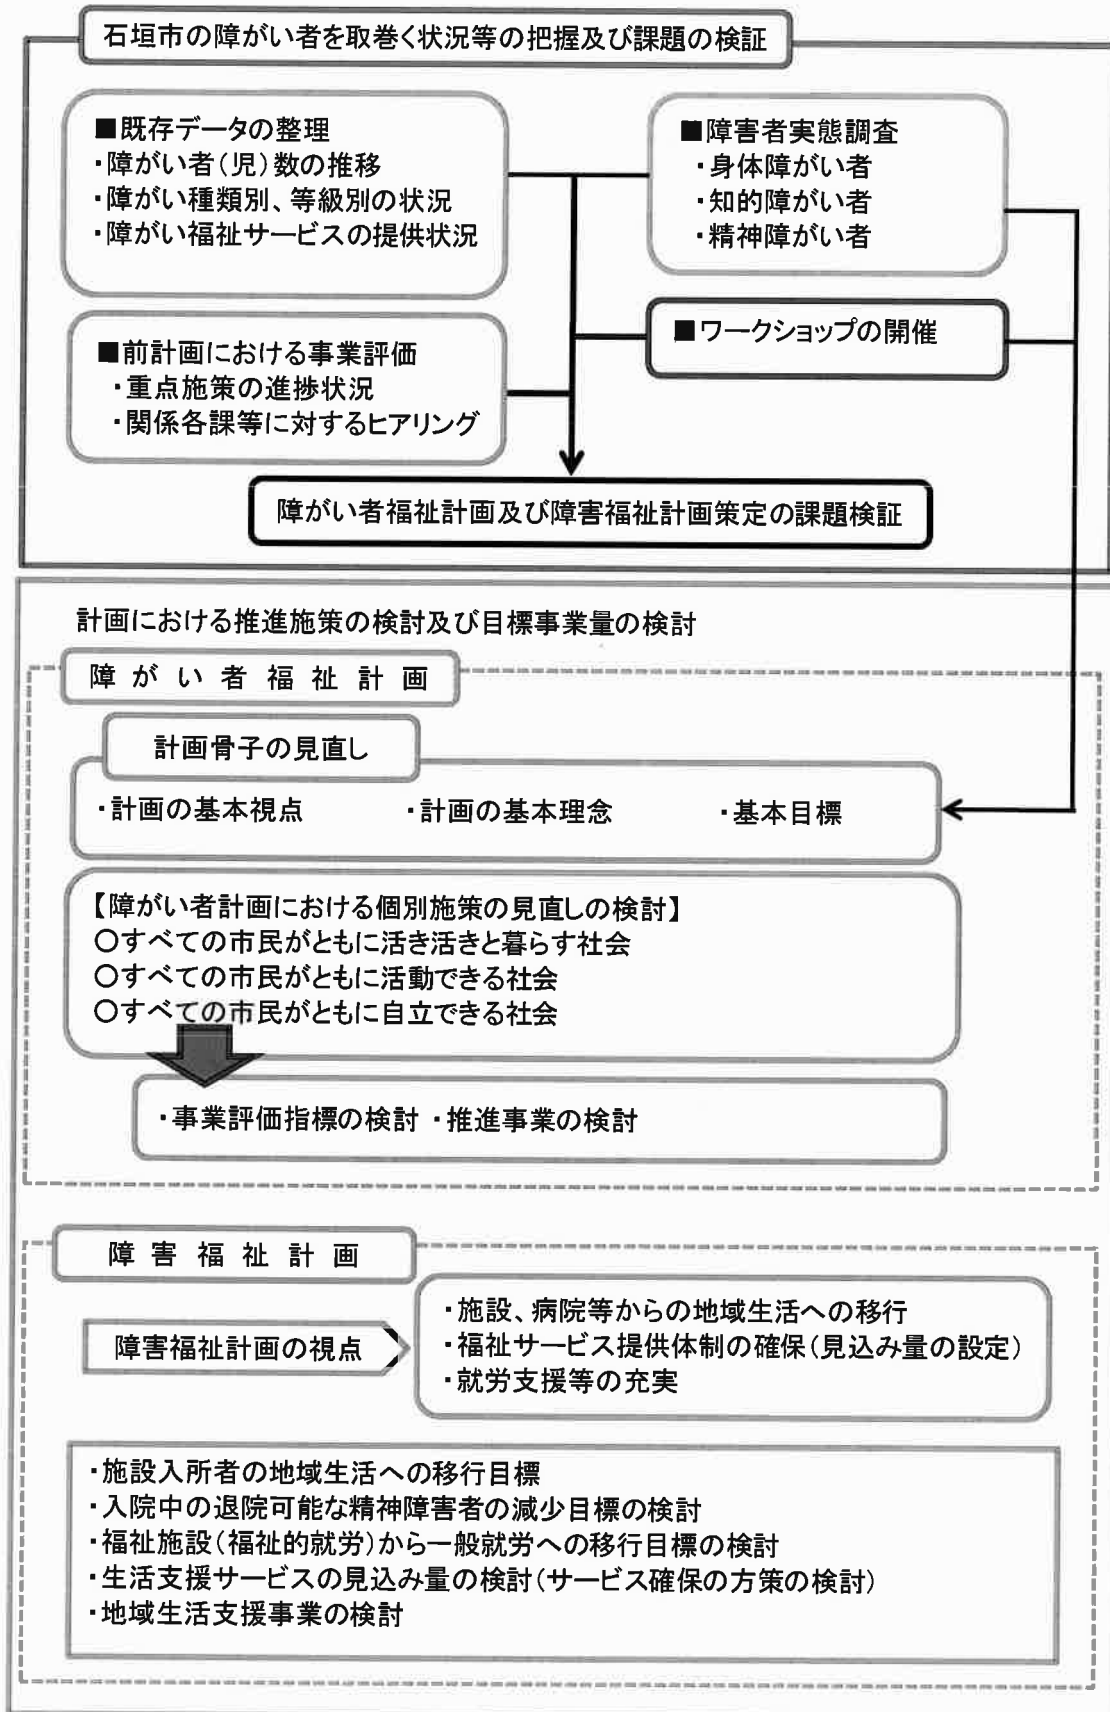 石垣市の障がい者を取巻く状況等の把握及び課題の検証
■既存データの整理
・障がい者(児)数の推移
・障がい種類別、等級別の状況
・障がい福祉サービスの提供状況
■障害者実態調査
・身体障がい者
・知的障がい者
・精神障がい者
■前計画における事業評価
・重点施策の進捗状況
・関係各課等に対するヒアリング
■ワークショップの開催
障がい者福祉計画及び障害福祉計画策定の課題検証
計画における推進施策の検討及び目標事業量の検討
障がい者福祉計画
計画骨子の見直し
・計画の基本視点 ・計画の基本理念 ・基本目標
【障がい者計画における個別施策の見直しの検討】
○すべての市民がともに活き活きと暮らす社会
○すべての市民がともに活動できる社会
○すべての市民がともに自立できる社会
・事業評価指標の検討 ・推進事業の検討
障害福祉計画
障害福祉計画の視点
・施設、病院等からの地域生活への移行
・福祉サービス提供体制の確保(見込み量の設定)
・就労支援等の充実
・施設入所者の地域生活への移行目標
・入院中の退院可能な精神障害者の減少目標の検討
・福祉施設(福祉的就労)から一般就労への移行目標の検討
・生活支援サービスの見込み量の検討(サービス確保の方策の検討)
・地域生活支援事業の検討